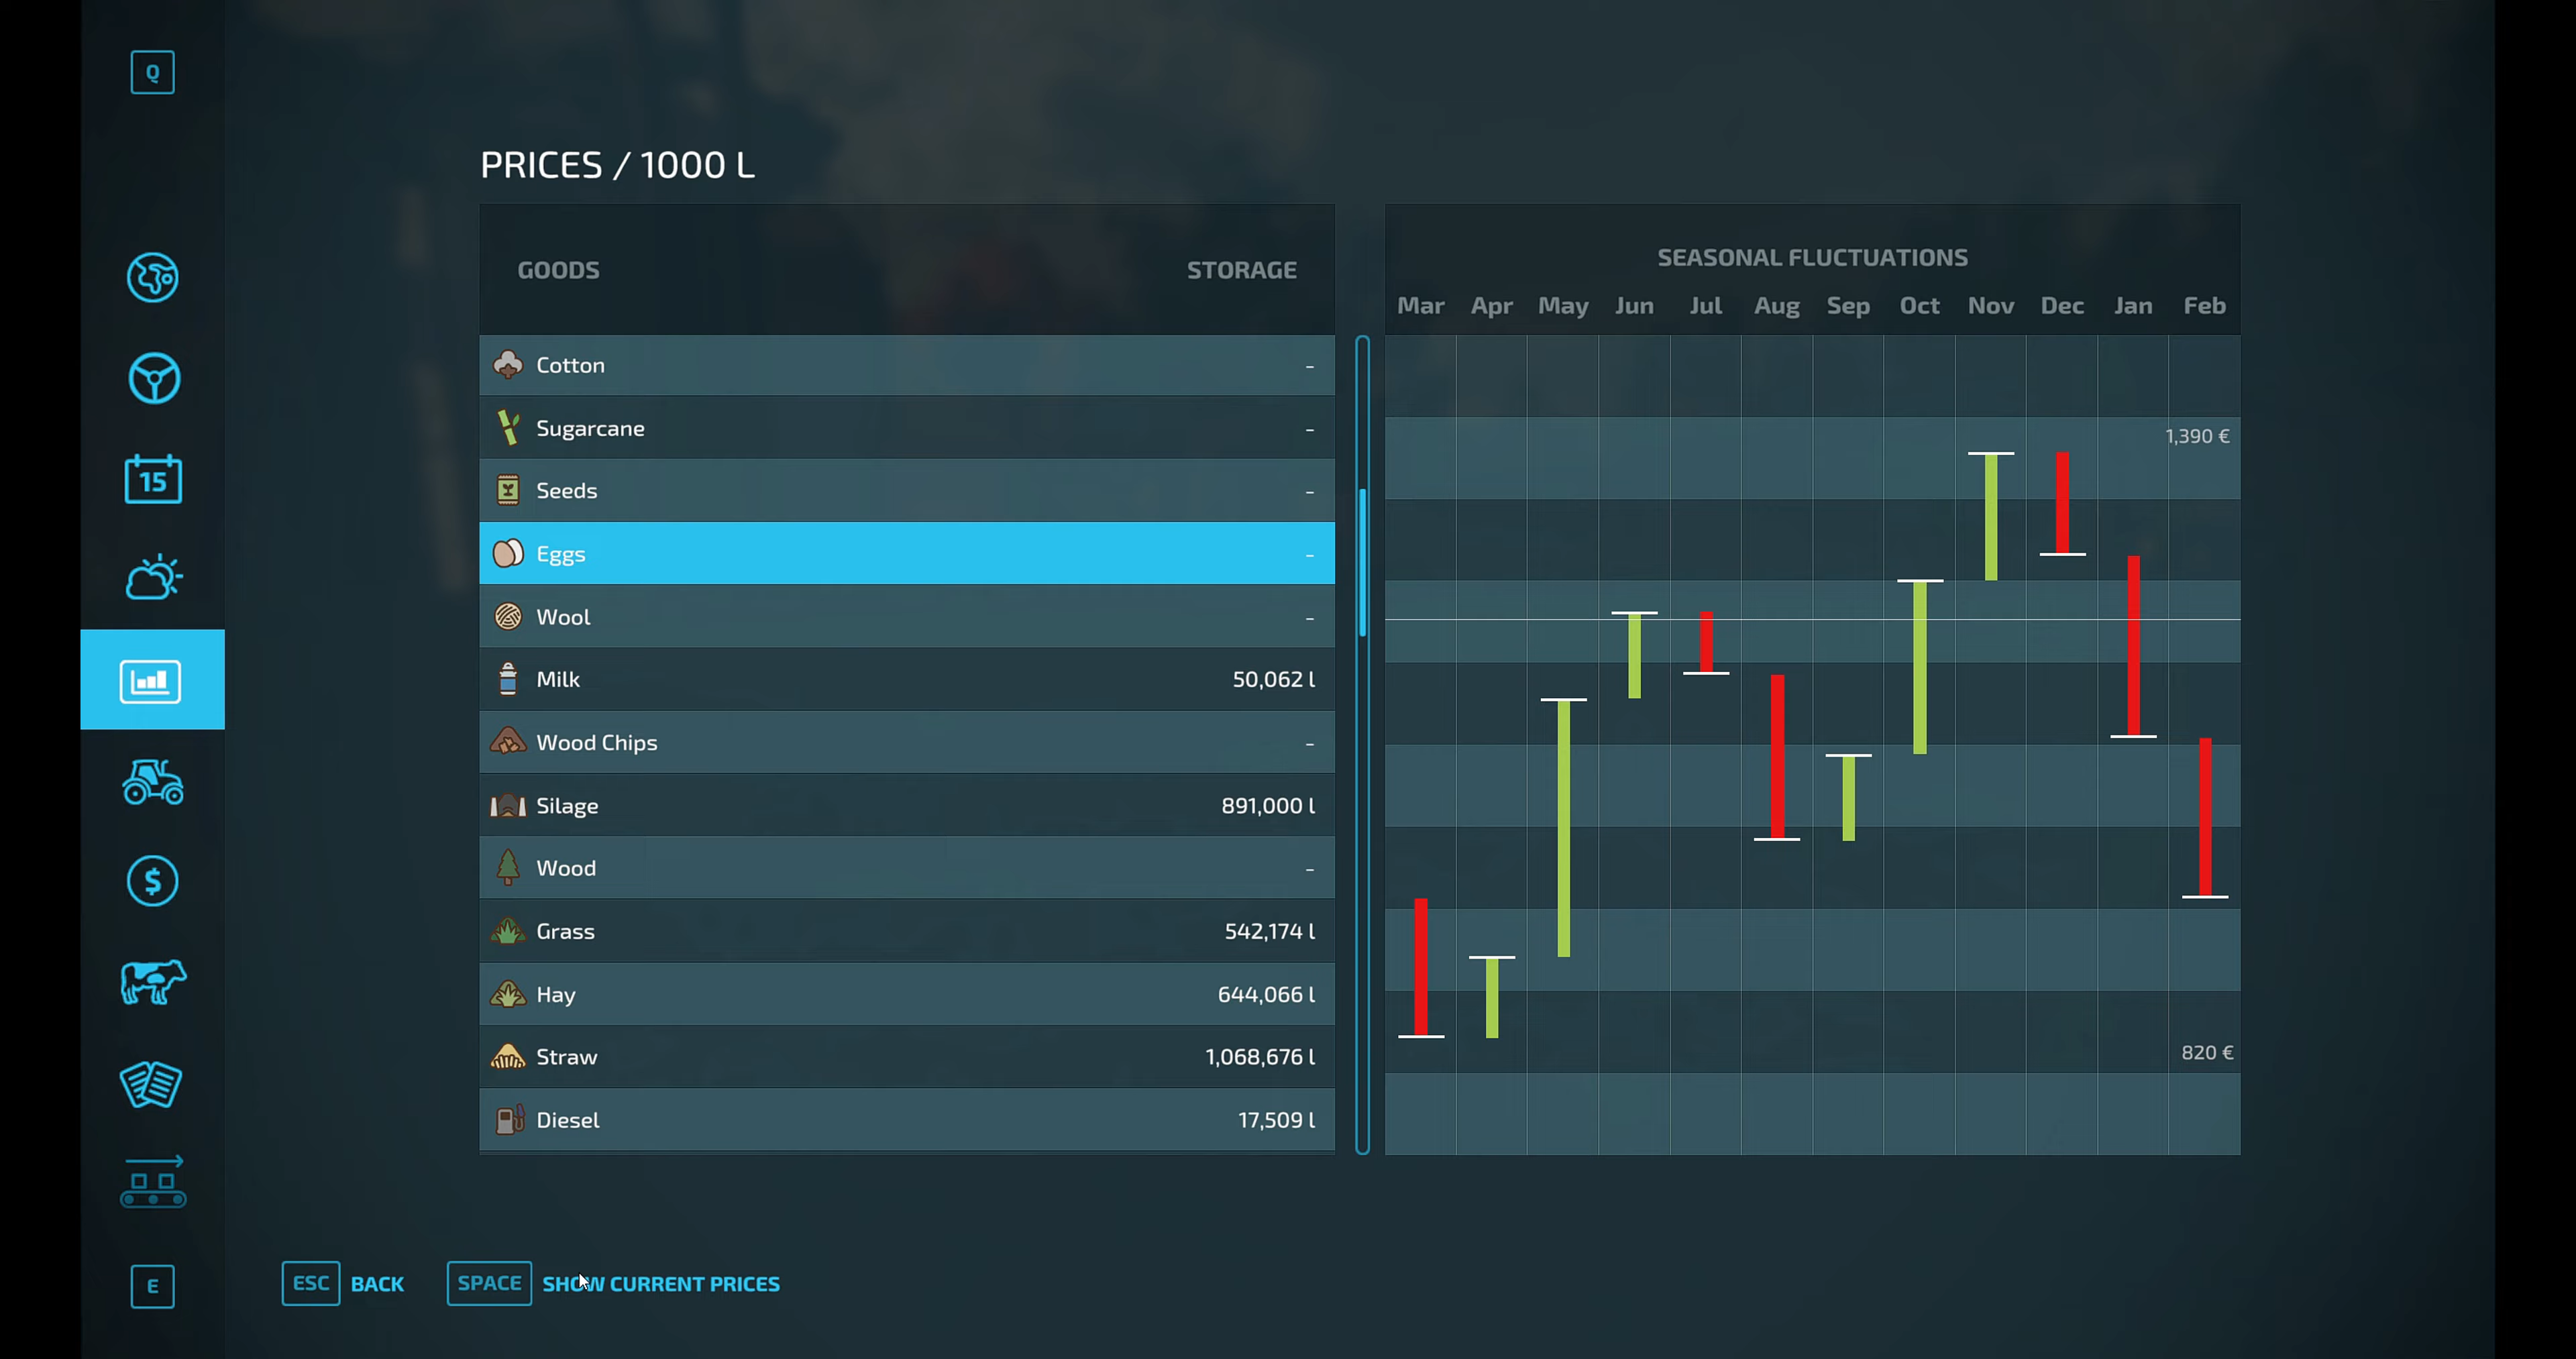 Q
PRICES / 1000 L
GOODS STORAGE
SEASONAL FLUCTUATIONS
Mar Apr May Jun Jul Aug Sep Oct Nov Dec Jan Feb
Cotton -
Sugarcane -
Seeds -
Eggs -
Wool -
Milk 50,062 l
Wood Chips -
Silage 891,000 l
Wood -
Grass 542,174 l
Hay 644,066 l
Straw 1,068,676 l
Diesel 17,509 l
1,390 €
820 €
15
$
E
ESC BACK SPACE SHOW CURRENT PRICES